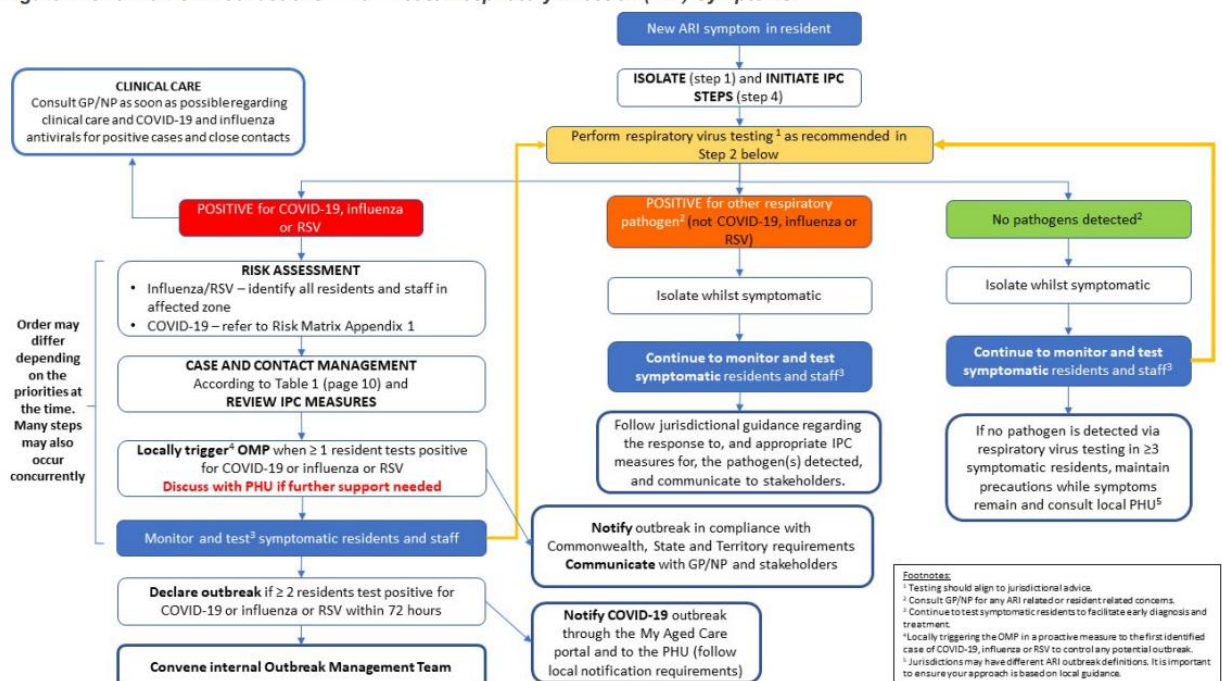 New ARI symptom in resident
ISOLATE (step 1) and INITIATE IPC
STEPS (step 4)
CLINICAL CARE
Consult GP/NP as soon as possible regarding
clinical care and COVID-19 and influenza
antivirals for positive cases and close contacts
Perform respiratory virus testing ¹ as recommended in
Step 2 below
POSITIVE for COVID-19, influenza
or RSV
POSITIVE for other respiratory
pathogen² (not COVID-19, influenza or
RSV)
No pathogens detected²
Order may
differ
depending
on the
priorities at
the time.
Many steps
may also
occur
concurrently
RISK ASSESSMENT
• Influenza/RSV – identify all residents and staff in
affected zone
• COVID-19 – refer to Risk Matrix Appendix 1
CASE AND CONTACT MANAGEMENT
According to Table 1 (page 10) and
REVIEW IPC MEASURES
Locally trigger⁴ OMP when ≥ 1 resident tests positive
for COVID-19 or influenza or RSV
Discuss with PHU if further support needed
Monitor and test³ symptomatic residents and staff
Declare outbreak if ≥ 2 residents test positive for
COVID-19 or influenza or RSV within 72 hours
Convene internal Outbreak Management Team
Isolate whilst symptomatic
Continue to monitor and test
symptomatic residents and staff³
Follow jurisdictional guidance regarding
the response to, and appropriate IPC
measures for, the pathogen(s) detected,
and communicate to stakeholders.
Notify outbreak in compliance with
Commonwealth, State and Territory requirements
Communicate with GP/NP and stakeholders
Notify COVID-19 outbreak
through the My Aged Care
portal and to the PHU (follow
local notification requirements)
Isolate whilst symptomatic
Continue to monitor and test
symptomatic residents and staff³
If no pathogen is detected via
respiratory virus testing in ≥3
symptomatic residents, maintain
precautions while symptoms
remain and consult local PHU⁵
Footnotes:
¹ Testing should align to jurisdictional advice.
² Consult GP/NP for any ARI related or resident related concerns.
³ Continue to test symptomatic residents to facilitate early diagnosis and
treatment.
⁴Locally triggering the OMP in a proactive measure to the first identified
case of COVID-19, influenza or RSV to control any potential outbreak.
⁵ Jurisdictions may have different ARI outbreak definitions. It is important
to ensure your approach is based on local guidance.